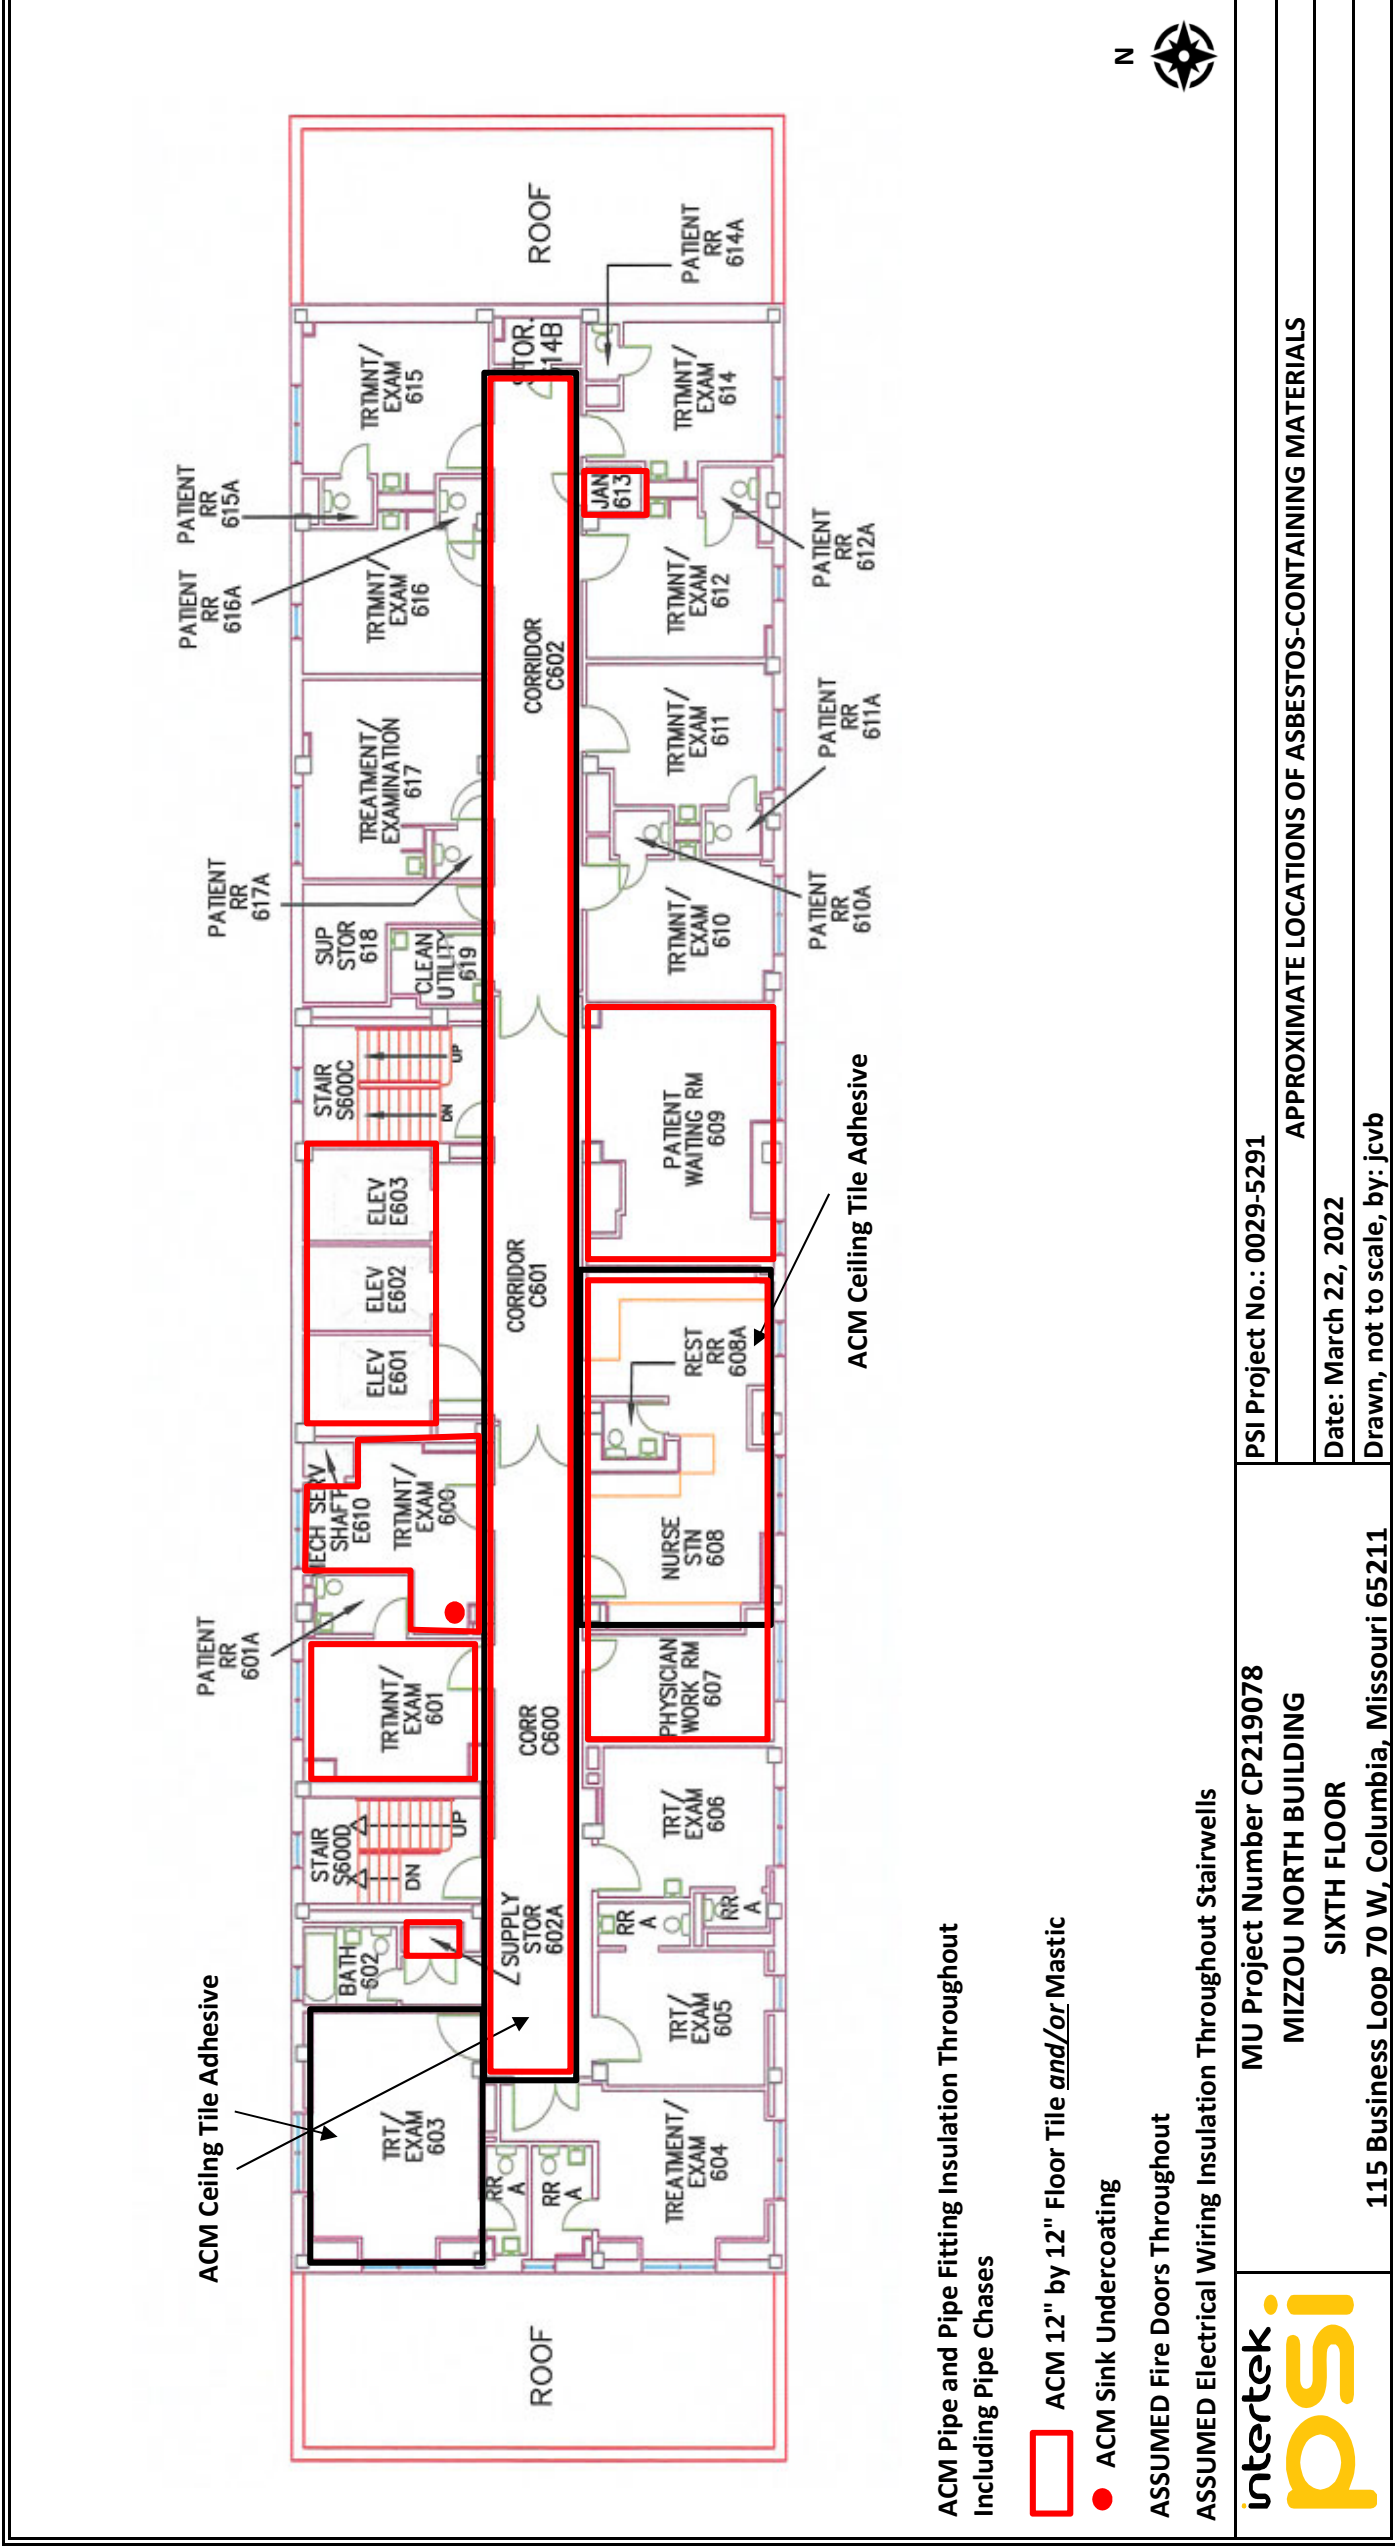 N
ACM Ceilng Tile Adhesive
PATIENT
RR
601A
PATIENT
RR
617A
PATIENT
RR
616A
PATIENT
RR
615A
ROOF
TRT/
EXAM
603
BATH
602
STAIR
S600D
DN
UP
TRTMNT/
EXAM
601
MECH SERV
SHAFT
E610
TRTMNT/
EXAM
600
ELEV
E601
ELEV
E602
ELEV
E603
STAIR
S600C
DN
UP
SUP
STOR
618
CLEAN
UTILITY
619
TREATMENT/
EXAMINATION
617
TRTMNT/
EXAM
616
TRTMNT/
EXAM
615
RR
A
RR
A
SUPPLY
STOR
602A
CORR
C600
CORRIDOR
C601
CORRIDOR
C602
STOR.
614B
ROOF
TREATMENT/
EXAM
604
TRT/
EXAM
605
RR
A
RR
A
TRT/
EXAM
606
PHYSICIAN
WORK RM
607
NURSE
STN
608
REST
RR
608A
PATIENT
WAITING RM
609
TRTMNT/
EXAM
610
TRTMNT/
EXAM
611
TRTMNT/
EXAM
612
JAN
613
TRTMNT/
EXAM
614
PATIENT
RR
614A
ACM Ceiling Tile Adhesive
PATIENT
RR
610A
PATIENT
RR
611A
PATIENT
RR
612A
ACM Pipe and Pipe Fitting Insulation Throughout
Including Pipe Chases
ACM 12" by 12" Floor Tile and/or Mastic
ACM Sink Undercoating
ASSUMED Fire Doors Throughout
ASSUMED Electrical Wiring Insulation Throughout Stairwells
intertek
psi
MU Project Number CP219078
MIZZOU NORTH BUILDING
SIXTH FLOOR
115 Business Loop 70 W, Columbia, Missouri 65211
PSI Project No.: 0029-5291
APPROXIMATE LOCATIONS OF ASBESTOS-CONTAINING MATERIALS
Date: March 22, 2022
Drawn, not to scale, by: jcvb